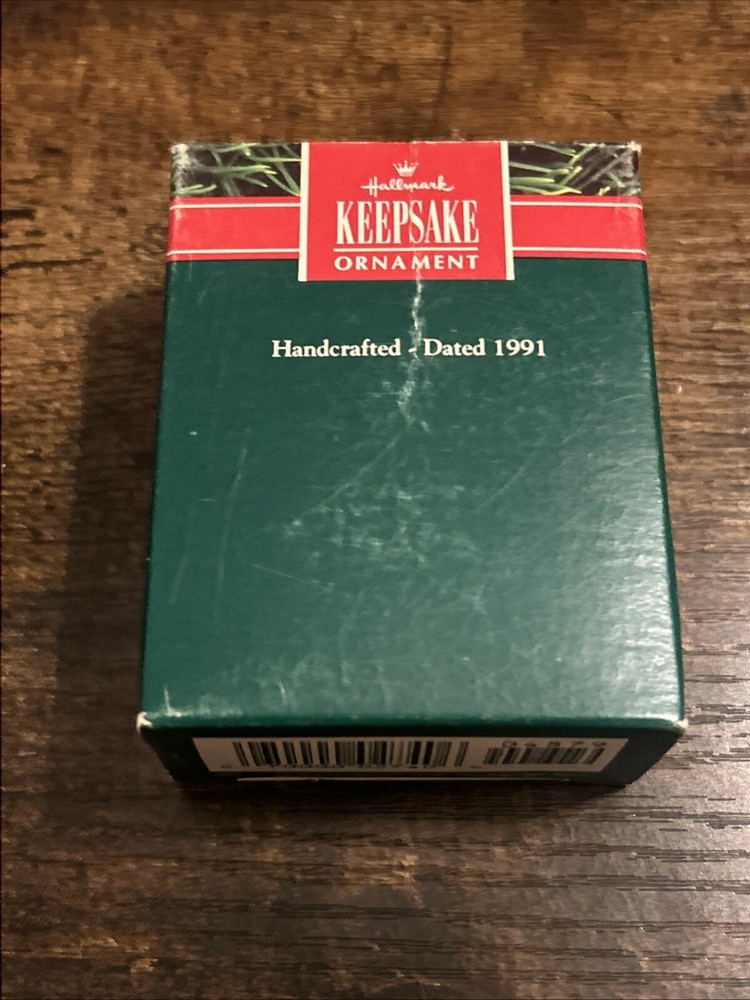 Hallmark
KEEPSAKE
ORNAMENT
Handcrafted - Dated 1991